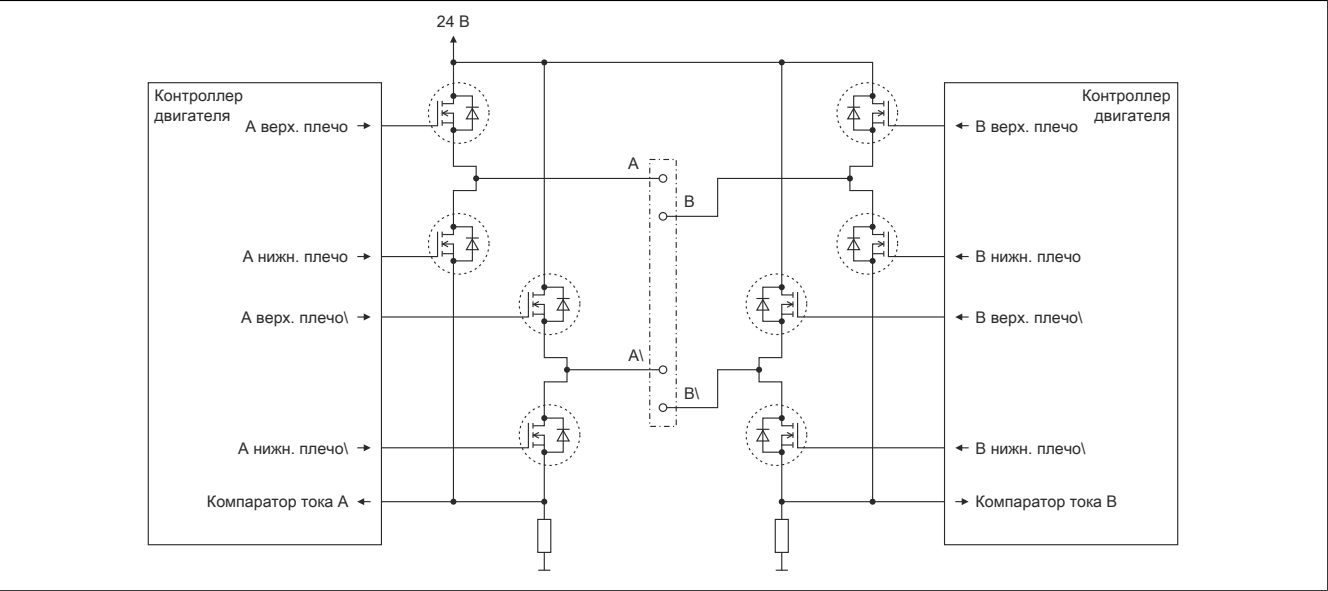 24 В
Контроллер
двигателя
А верх. плечо
А нижн. плечо
А верх. плечо\
А нижн. плечо\
Компаратор тока А
А
В
А\
В\
Контроллер
двигателя
В верх. плечо
В нижн. плечо
В верх. плечо\
В нижн. плечо\
Компаратор тока В